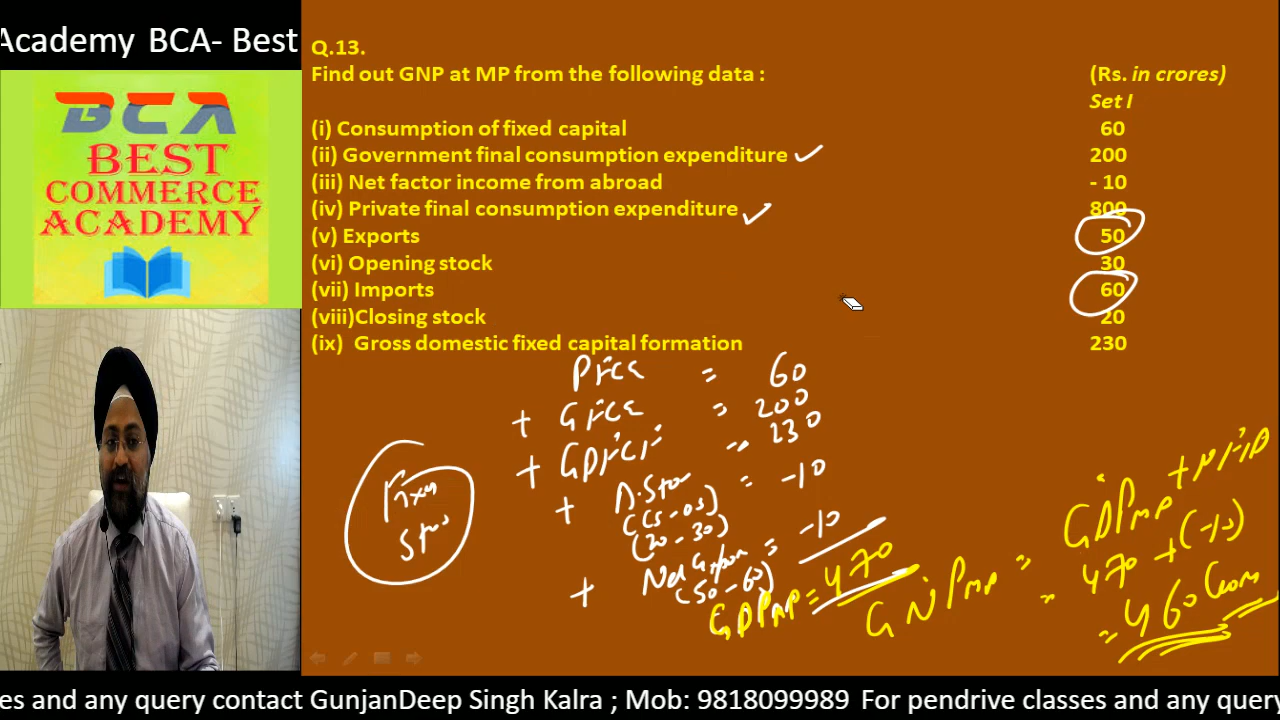 Academy BCA- Best
BCA
BEST
COMMERCE
ACADEMY
Q.13.
Find out GNP at MP from the following data : (Rs. in crores)
Set I
(i) Consumption of fixed capital 60
(ii) Government final consumption expenditure 200
(iii) Net factor income from abroad - 10
(iv) Private final consumption expenditure 800
(v) Exports 50
(vi) Opening stock 30
(vii) Imports 60
(viii)Closing stock 20
(ix) Gross domestic fixed capital formation 230
PFCE = 60
+ GFCE = 200
+ GDFCF = 230
+ = -10
(CS - OS)
(20 - 30)
+ Net = -10
(50 - 60)
GDPMP = 470
GNPMP = GDPMP + NFIA
= 470 + (-10)
= 460
es and any query contact GunjanDeep Singh Kalra ; Mob: 9818099989 For pendrive classes and any query